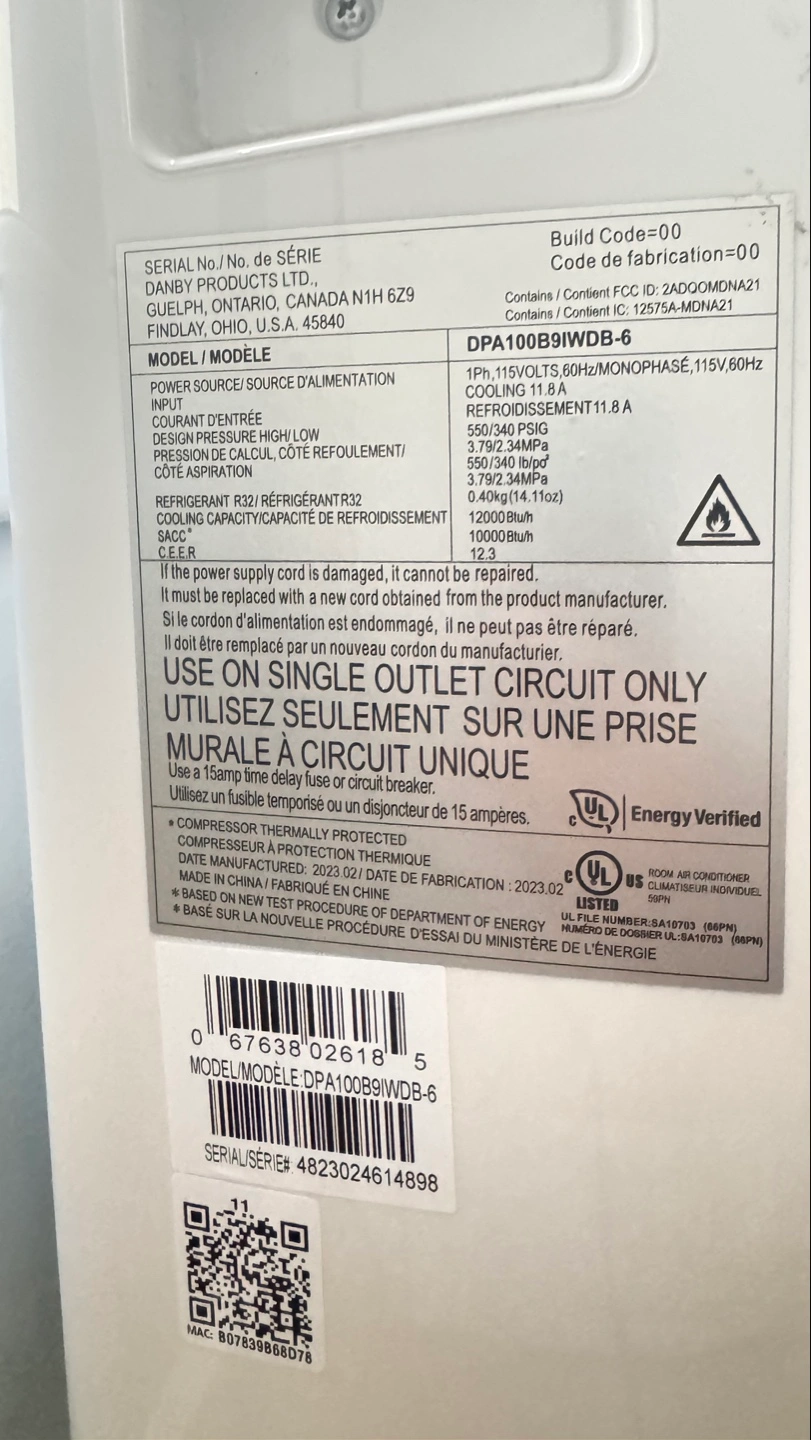 SERIAL No./ No. de SÉRIE
DANBY PRODUCTS LTD.,
GUELPH, ONTARIO, CANADA N1H 6Z9
FINDLAY, OHIO, U.S.A. 45840
Build Code=00
Code de fabrication=00
Contains / Contient FCC ID: 2ADQOMDNA21
Contains / Contient IC: 12575A-MDNA21
MODEL / MODÈLE
DPA100B9IWDB-6
POWER SOURCE/ SOURCE D'ALIMENTATION
1Ph,115VOLTS,60Hz/MONOPHASÉ,115V,60Hz
INPUT
COOLING 11.8 A
COURANT D'ENTRÉE
REFROIDISSEMENT11.8 A
DESIGN PRESSURE HIGH/ LOW
550/340 PSIG
3.79/2.34MPa
PRESSION DE CALCUL, CÔTÉ REFOULEMENT/
CÔTÉ ASPIRATION
550/340 lb/po²
3.79/2.34MPa
REFRIGERANT R32/ RÉFRIGÉRANT R32
0.40kg(14.11oz)
COOLING CAPACITY/CAPACITÉ DE REFROIDISSEMENT
12000Btu/h
SACC*
10000Btu/h
C.E.E.R
12.3
If the power supply cord is damaged, it cannot be repaired.
It must be replaced with a new cord obtained from the product manufacturer.
Si le cordon d'alimentation est endommagé, il ne peut pas être réparé.
Il doit être remplacé par un nouveau cordon du manufacturier.
USE ON SINGLE OUTLET CIRCUIT ONLY
UTILISEZ SEULEMENT SUR UNE PRISE
MURALE À CIRCUIT UNIQUE
Use a 15amp time delay fuse or circuit breaker.
Utilisez un fusible temporisé ou un disjoncteur de 15 ampères.
c UL Energy Verified
* COMPRESSOR THERMALLY PROTECTED
COMPRESSEUR À PROTECTION THERMIQUE
DATE MANUFACTURED: 2023.02/ DATE DE FABRICATION : 2023.02
MADE IN CHINA / FABRIQUÉ EN CHINE
* BASED ON NEW TEST PROCEDURE OF DEPARTMENT OF ENERGY
* BASÉ SUR LA NOUVELLE PROCÉDURE D'ESSAI DU MINISTÈRE DE L'ÉNERGIE
C UL US
LISTED
ROOM AIR CONDITIONER
CLIMATISEUR INDIVIDUEL
59PN
UL FILE NUMBER:SA10703 (66PN)
NUMÉRO DE DOSSIER UL:SA10703 (66PN)
0 67638 02618 5
MODEL/MODÈLE:DPA100B9IWDB-6
SERIAL/SÉRIE# 4823024614898
11
MAC: B07839B68D78